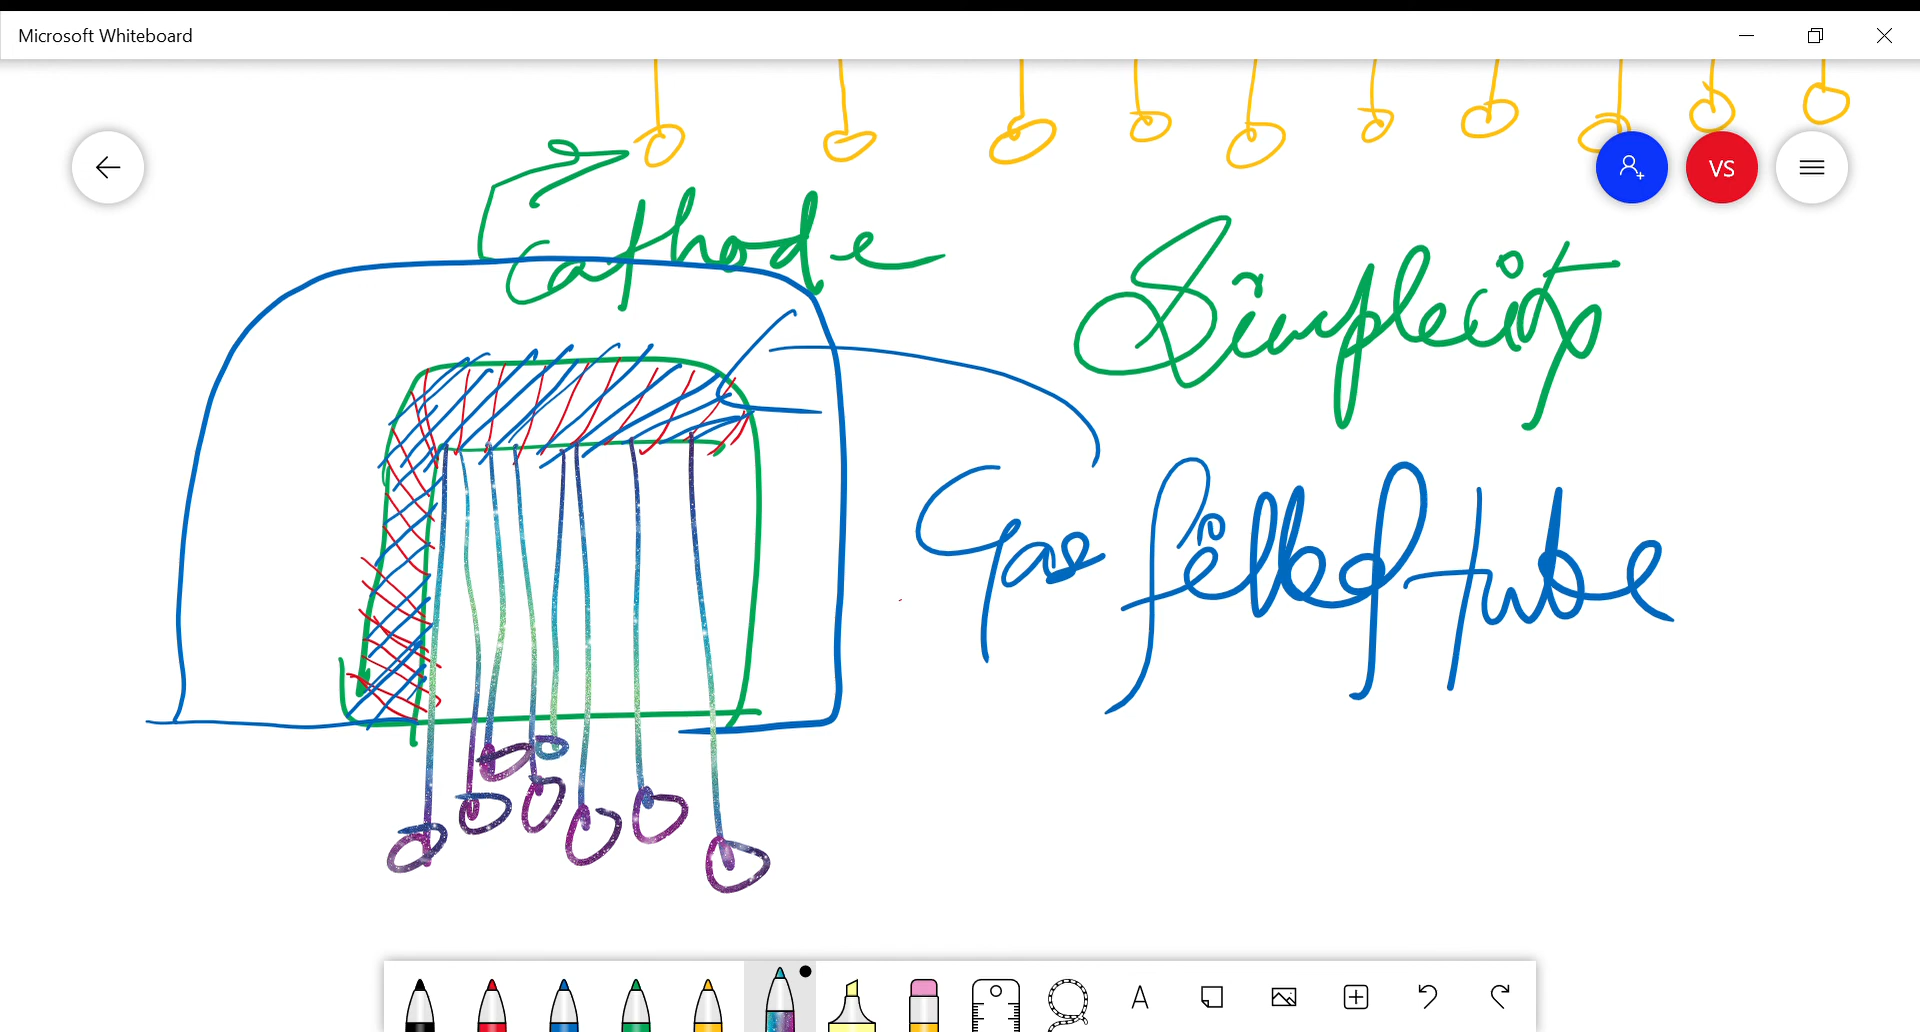 Microsoft Whiteboard
Cathode
VS
Simplicity
Gas filled tube
A